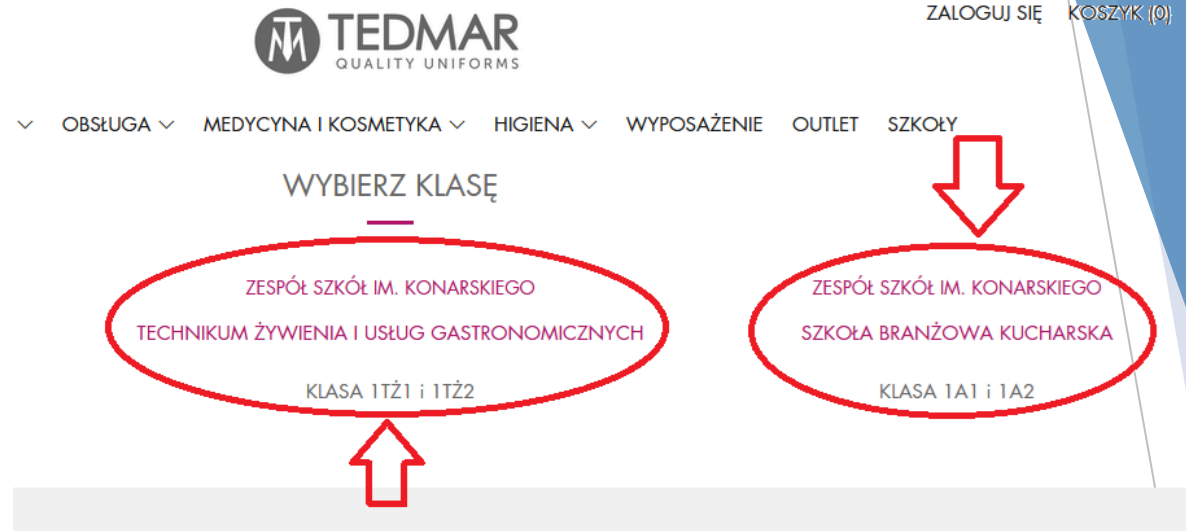 TEDMAR
QUALITY UNIFORMS
ZALOGUJ SIĘ KOSZYK (0)
OBSŁUGA MEDYCYNA I KOSMETYKA HIGIENA WYPOSAŻENIE OUTLET SZKOŁY
WYBIERZ KLASĘ
ZESPÓŁ SZKÓŁ IM. KONARSKIEGO
TECHNIKUM ŻYWIENIA I USŁUG GASTRONOMICZNYCH
KLASA 1TŻ1 i 1TŻ2
ZESPÓŁ SZKÓŁ IM. KONARSKIEGO
SZKOŁA BRANŻOWA KUCHARSKA
KLASA 1A1 i 1A2